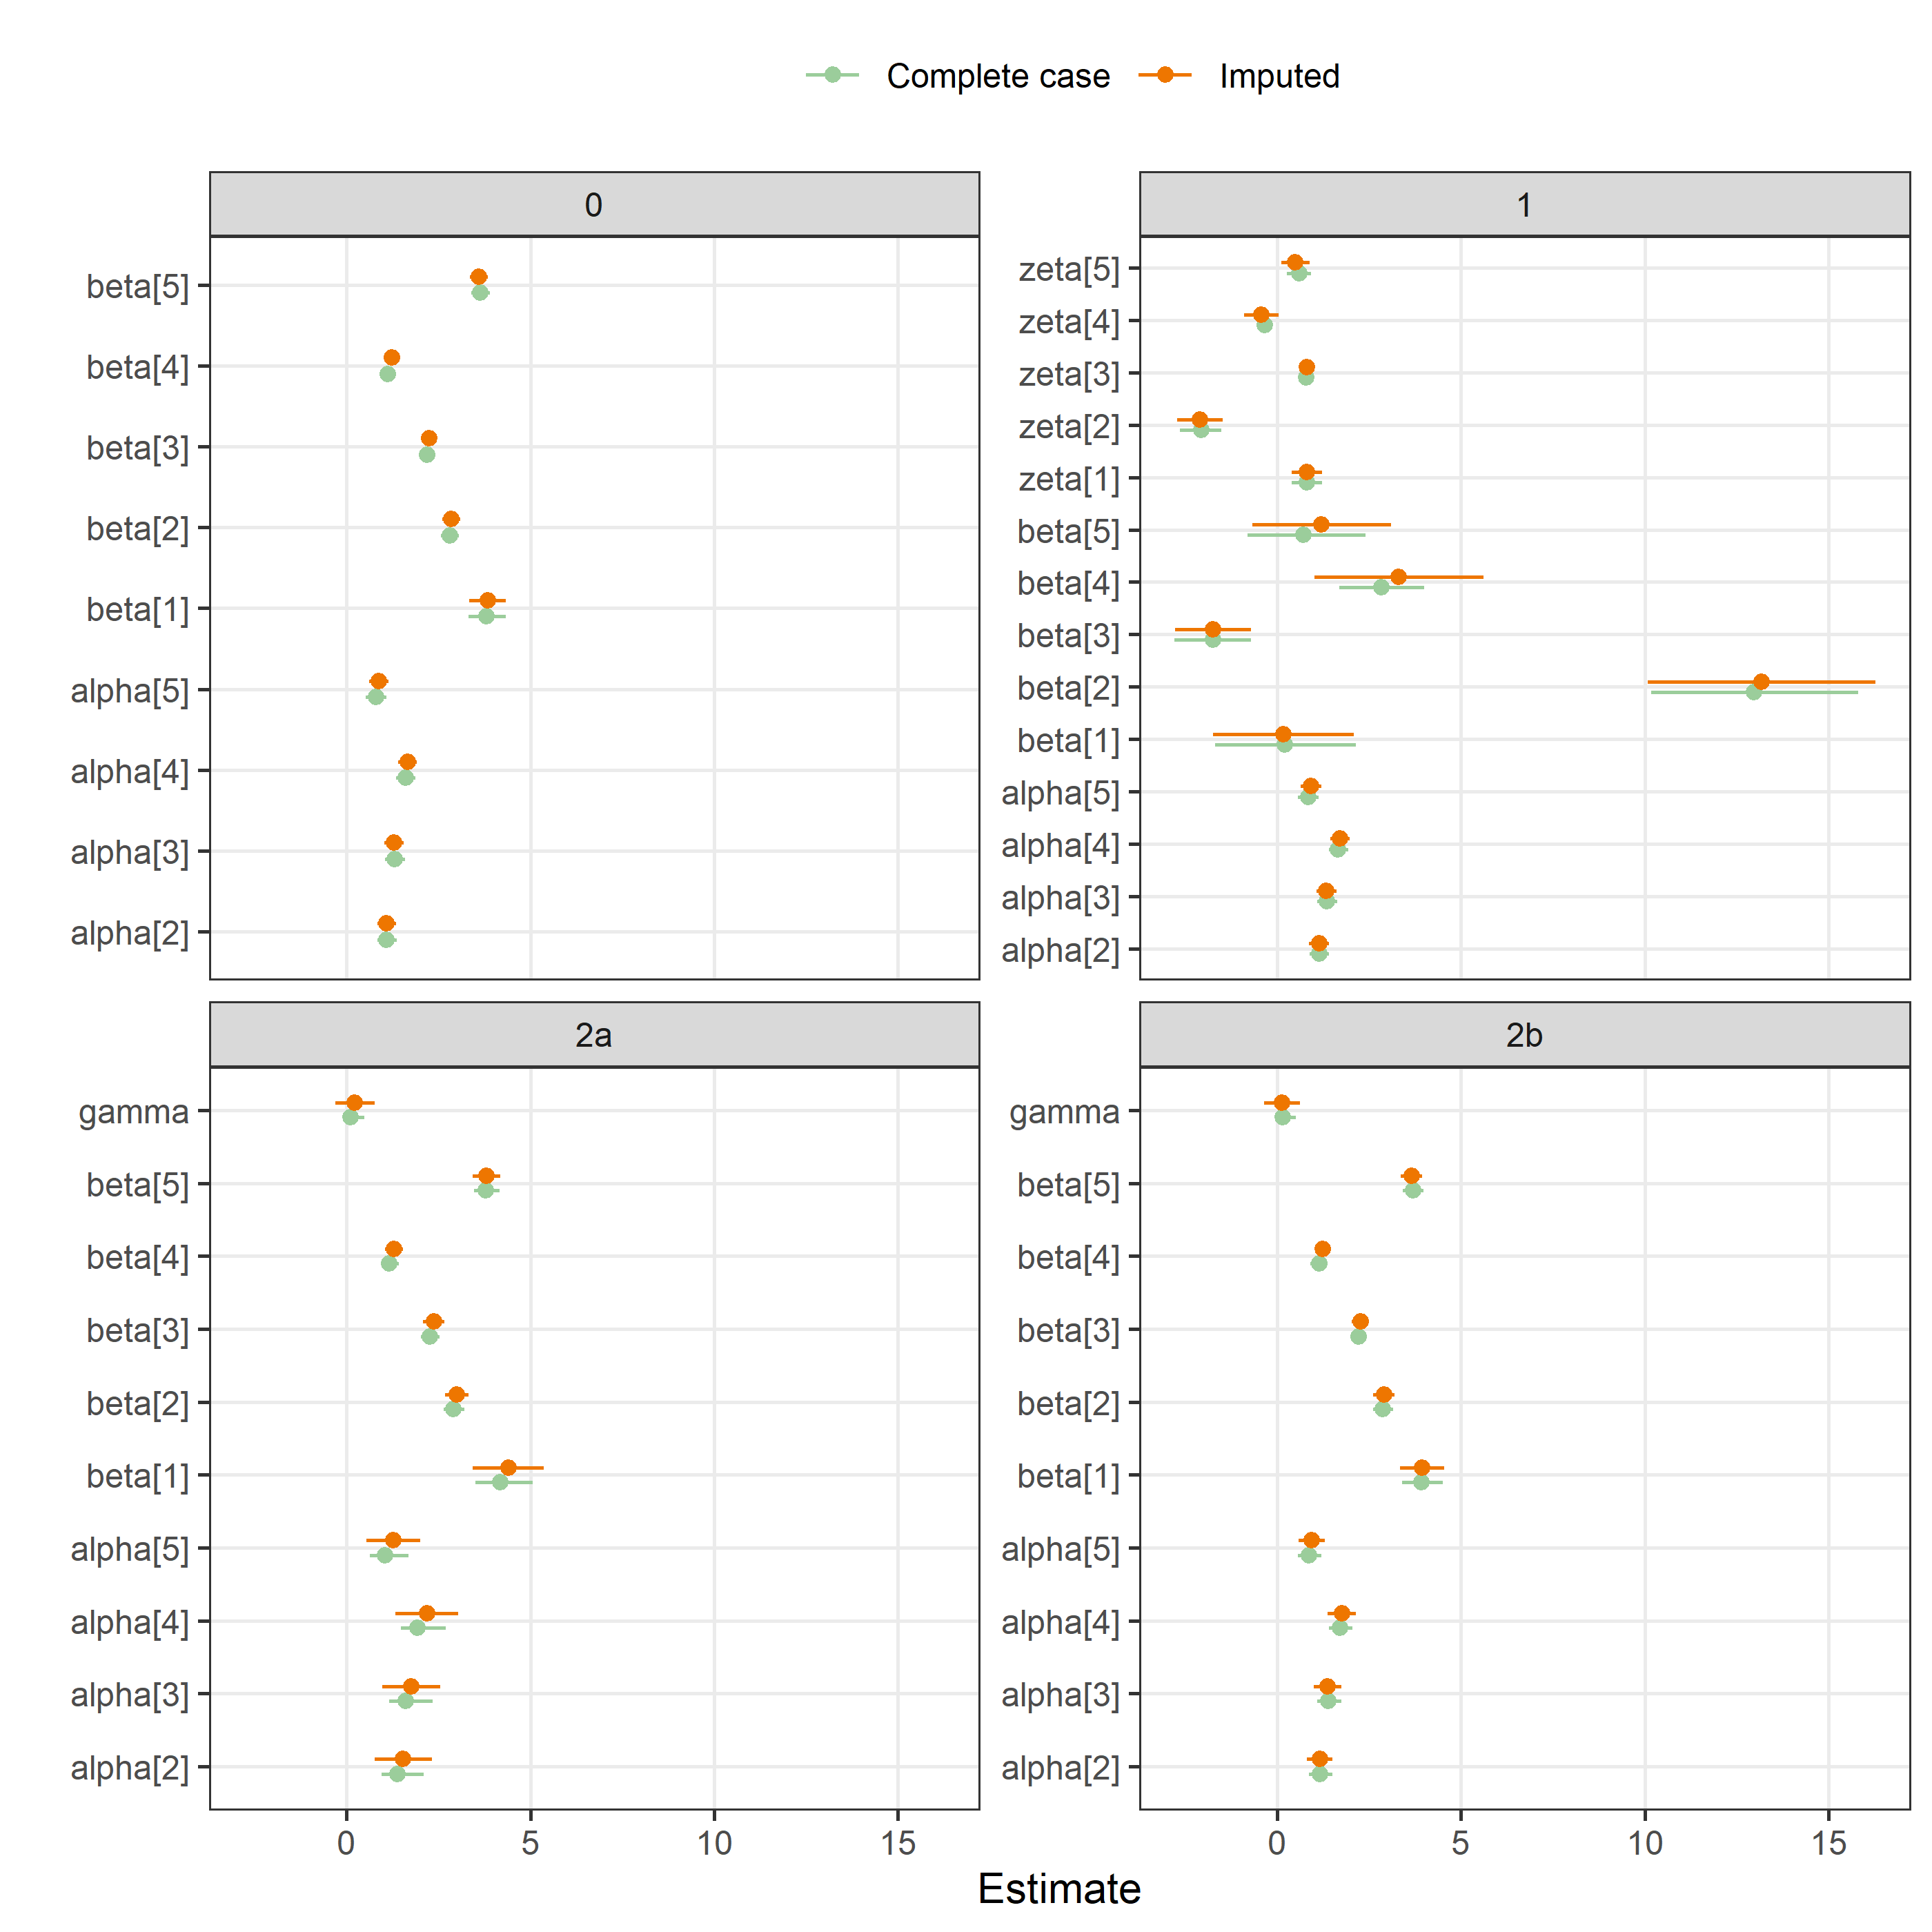 Complete case Imputed
0
beta[5]
beta[4]
beta[3]
beta[2]
beta[1]
alpha[5]
alpha[4]
alpha[3]
alpha[2]
1
zeta[5]
zeta[4]
zeta[3]
zeta[2]
zeta[1]
beta[5]
beta[4]
beta[3]
beta[2]
beta[1]
alpha[5]
alpha[4]
alpha[3]
alpha[2]
2a
gamma
beta[5]
beta[4]
beta[3]
beta[2]
beta[1]
alpha[5]
alpha[4]
alpha[3]
alpha[2]
0 5 10 15
2b
gamma
beta[5]
beta[4]
beta[3]
beta[2]
beta[1]
alpha[5]
alpha[4]
alpha[3]
alpha[2]
0 5 10 15
Estimate